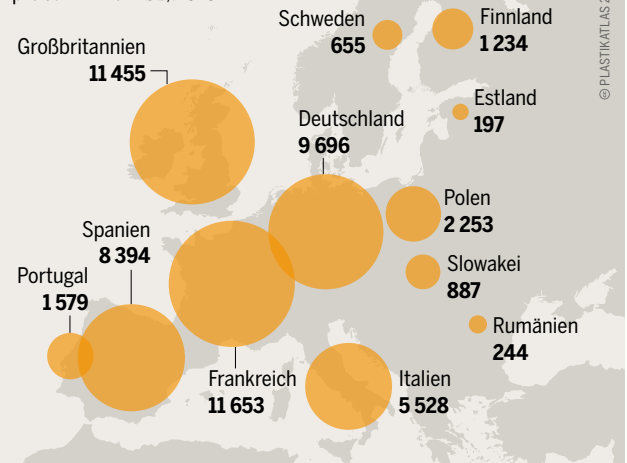 Schweden
655
Finnland
1 234
Großbritannien
11 455
Estland
197
Deutschland
9 696
Polen
2 253
Spanien
8 394
Slowakei
887
Portugal
1 579
Rumänien
244
Frankreich
11 653
Italien
5 528
PLASTIKATLAS